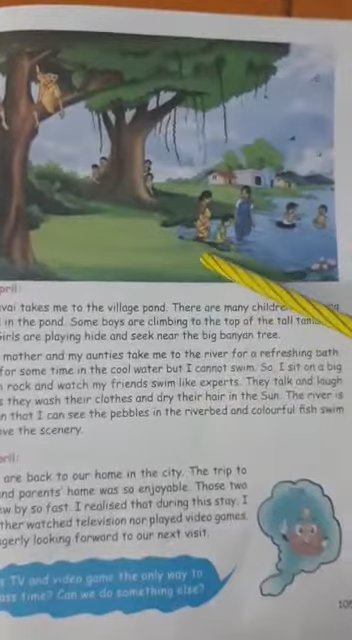 pril:
vai takes me to the village pond. There are many childre
in the pond. Some boys are climbing to the top of the tall
irls are playing hide and seek near the big banyan tree.
mother and my aunties take me to the river for a refreshing bath
for some time in the cool water but I cannot swim. So, I sit on a big
rock and watch my friends swim like experts. They talk and laugh
s they wash their clothes and dry their hair in the Sun. The river is
n that I can see the pebbles in the riverbed and colourful fish swim
ve the scenery.
pril:
are back to our home in the city. The trip to
nd parents' home was so enjoyable. Those two
ew by so fast. I realised that during this stay, I
ther watched television nor played video games.
gerly looking forward to our next visit.
s TV and video game the only way to
ass time? Can we do something else?